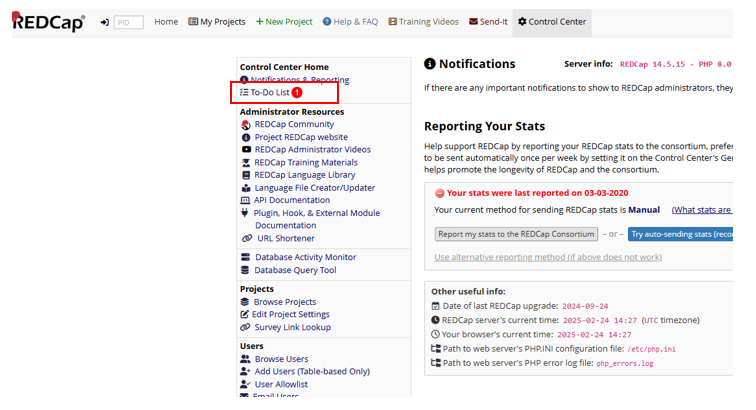 REDCap
PID
Home
My Projects
New Project
Help & FAQ
Training Videos
Send-It
Control Center
Control Center Home
Notifications & Reporting
To-Do List 1
Administrator Resources
REDCap Community
Project REDCap website
REDCap Administrator Videos
REDCap Training Materials
REDCap Language Library
Language File Creator/Updater
API Documentation
Plugin, Hook, & External Module
Documentation
URL Shortener
Database Activity Monitor
Database Query Tool
Projects
Browse Projects
Edit Project Settings
Survey Link Lookup
Users
Browse Users
Add Users (Table-based Only)
User Allowlist
Email Users
Notifications
Server info: REDCap 14.5.15 - PHP 8.0
If there are any important notifications to show to REDCap administrators, they
Reporting Your Stats
Help support REDCap by reporting your REDCap stats to the consortium, prefer
to be sent automatically once per week by setting it on the Control Center's Ge
helps promote the longevity of REDCap and the consortium.
Your stats were last reported on 03-03-2020
Your current method for sending REDCap stats is Manual (What stats are
Report my stats to the REDCap Consortium – or – Try auto-sending stats (reco
Use alternative reporting method (if above does not work)
Other useful info:
Date of last REDCap upgrade: 2024-09-24
REDCap server's current time: 2025-02-24 14:27 (UTC timezone)
Your browser's current time: 2025-02-24 14:27
Path to web server's PHP.INI configuration file: /etc/php.ini
Path to web server's PHP error log file: php_errors.log